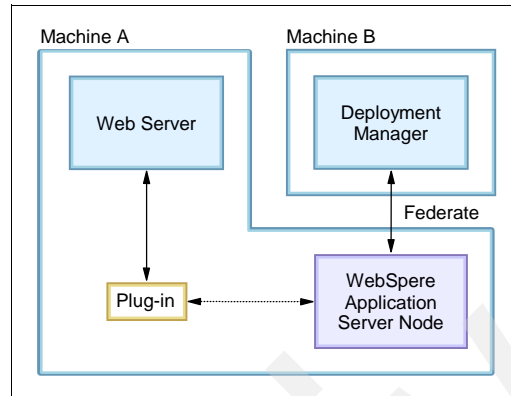 Machine A
Machine B
Web Server
Deployment
Manager
Federate
Plug-in
WebSpere
Application
Server Node